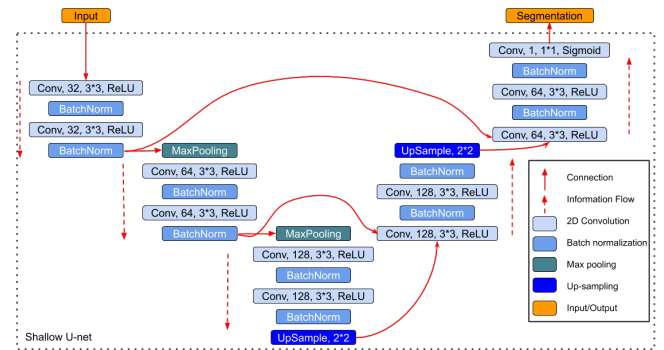 Input
Conv, 32, 3*3, ReLU
BatchNorm
Conv, 32, 3*3, ReLU
BatchNorm
MaxPooling
Conv, 64, 3*3, ReLU
BatchNorm
Conv, 64, 3*3, ReLU
BatchNorm
MaxPooling
Conv, 128, 3*3, ReLU
BatchNorm
Conv, 128, 3*3, ReLU
BatchNorm
UpSample, 2*2
Conv, 128, 3*3, ReLU
BatchNorm
Conv, 128, 3*3, ReLU
BatchNorm
UpSample, 2*2
Conv, 64, 3*3, ReLU
BatchNorm
Conv, 64, 3*3, ReLU
BatchNorm
Conv, 1, 1*1, Sigmoid
Segmentation
Connection
Information Flow
2D Convolution
Batch normalization
Max pooling
Up-sampling
Input/Output
Shallow U-net